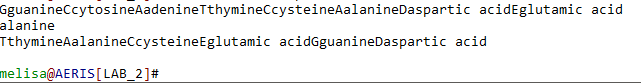 GguanineCcytosineAadenineTthymineCcysteineAalanineDaspartic acidEglutamic acid
alanine
TthymineAalanineCcysteineEglutamic acidGguanineDaspartic acid
melisa@AERIS[LAB_2]#